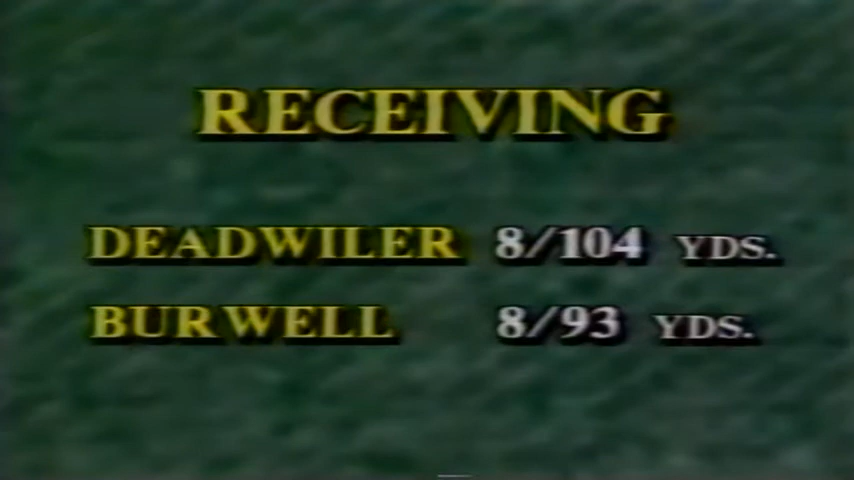 RECEIVING
DEADWILER 8/104 YDS.
BURWELL 8/93 YDS.